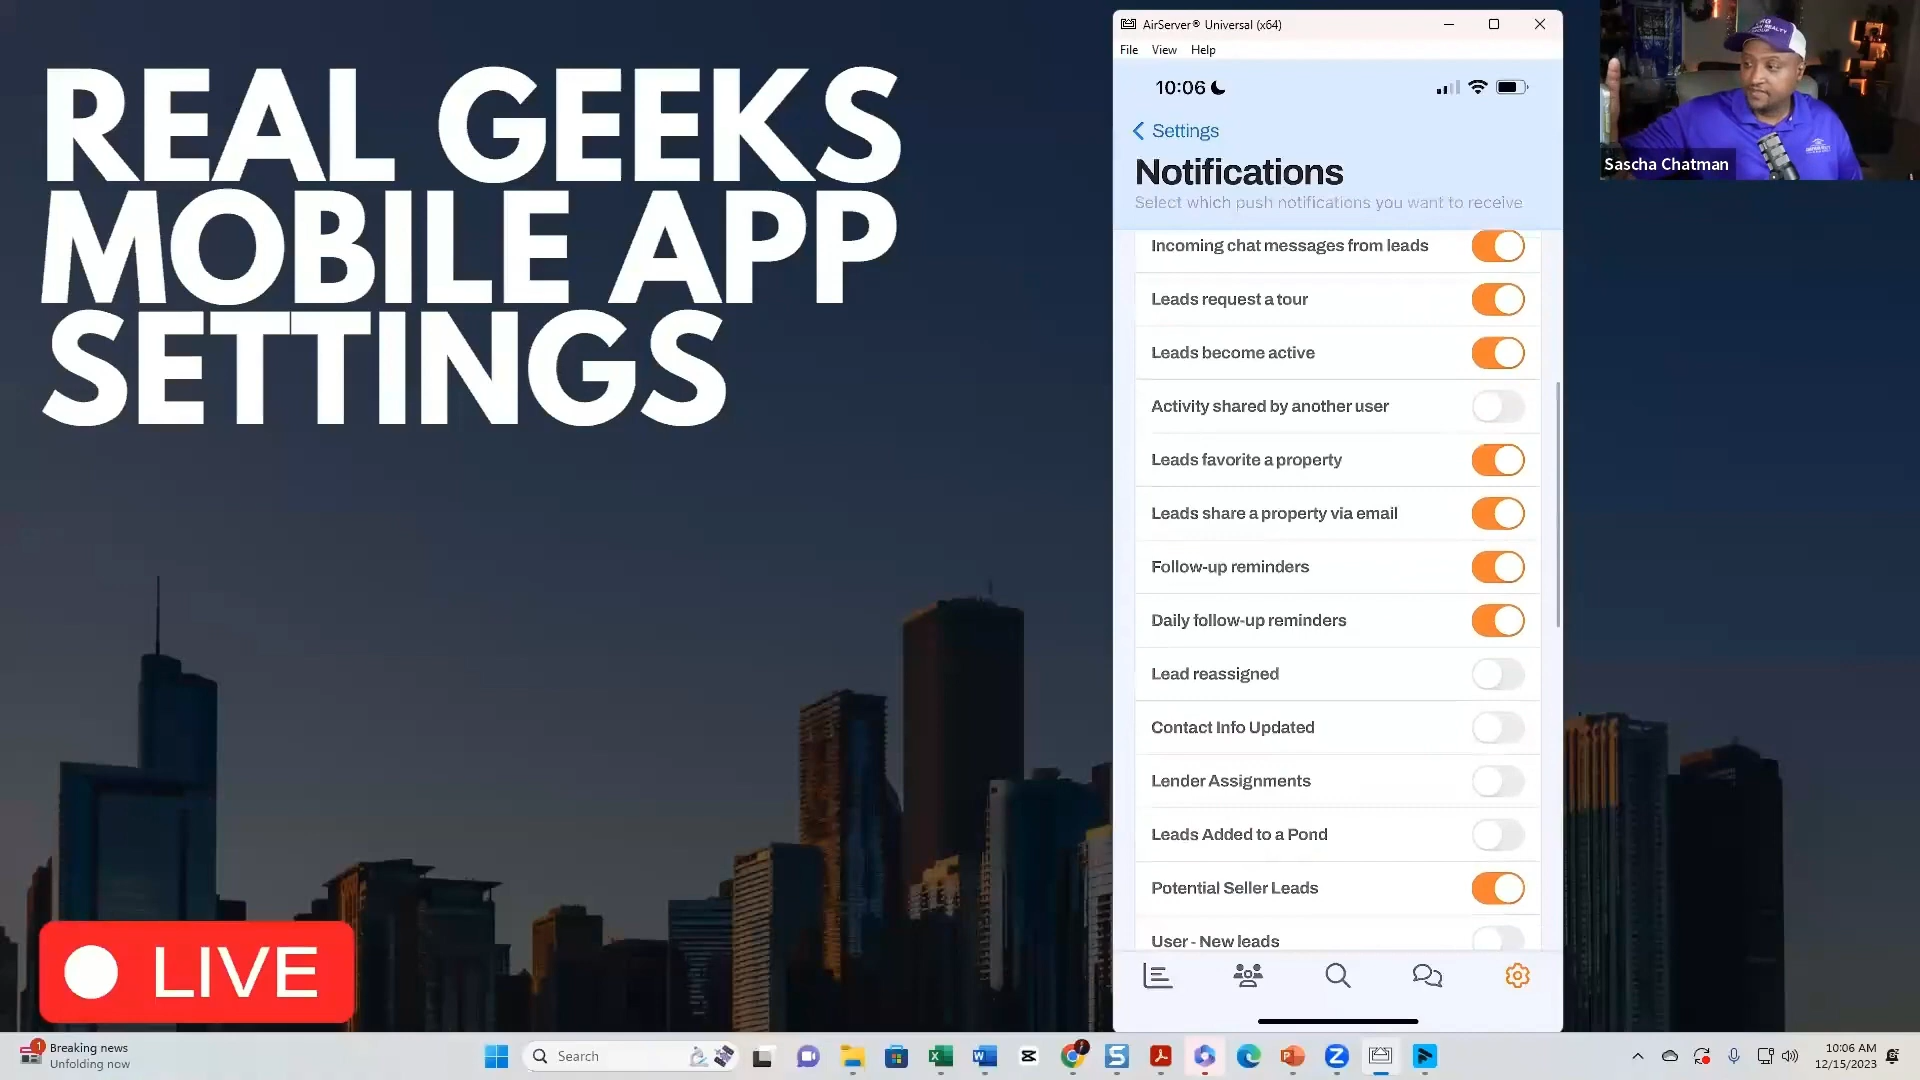 REAL GEEKS
MOBILE APP
SETTINGS
LIVE
AirServer® Universal (x64)
File View Help
10:06
Settings
Notifications
Select which push notifications you want to receive
Incoming chat messages from leads
Leads request a tour
Leads become active
Activity shared by another user
Leads favorite a property
Leads share a property via email
Follow-up reminders
Daily follow-up reminders
Lead reassigned
Contact Info Updated
Lender Assignments
Leads Added to a Pond
Potential Seller Leads
User - New leads
Sascha Chatman
1
Breaking news
Unfolding now
Search
10:06 AM
12/15/2023